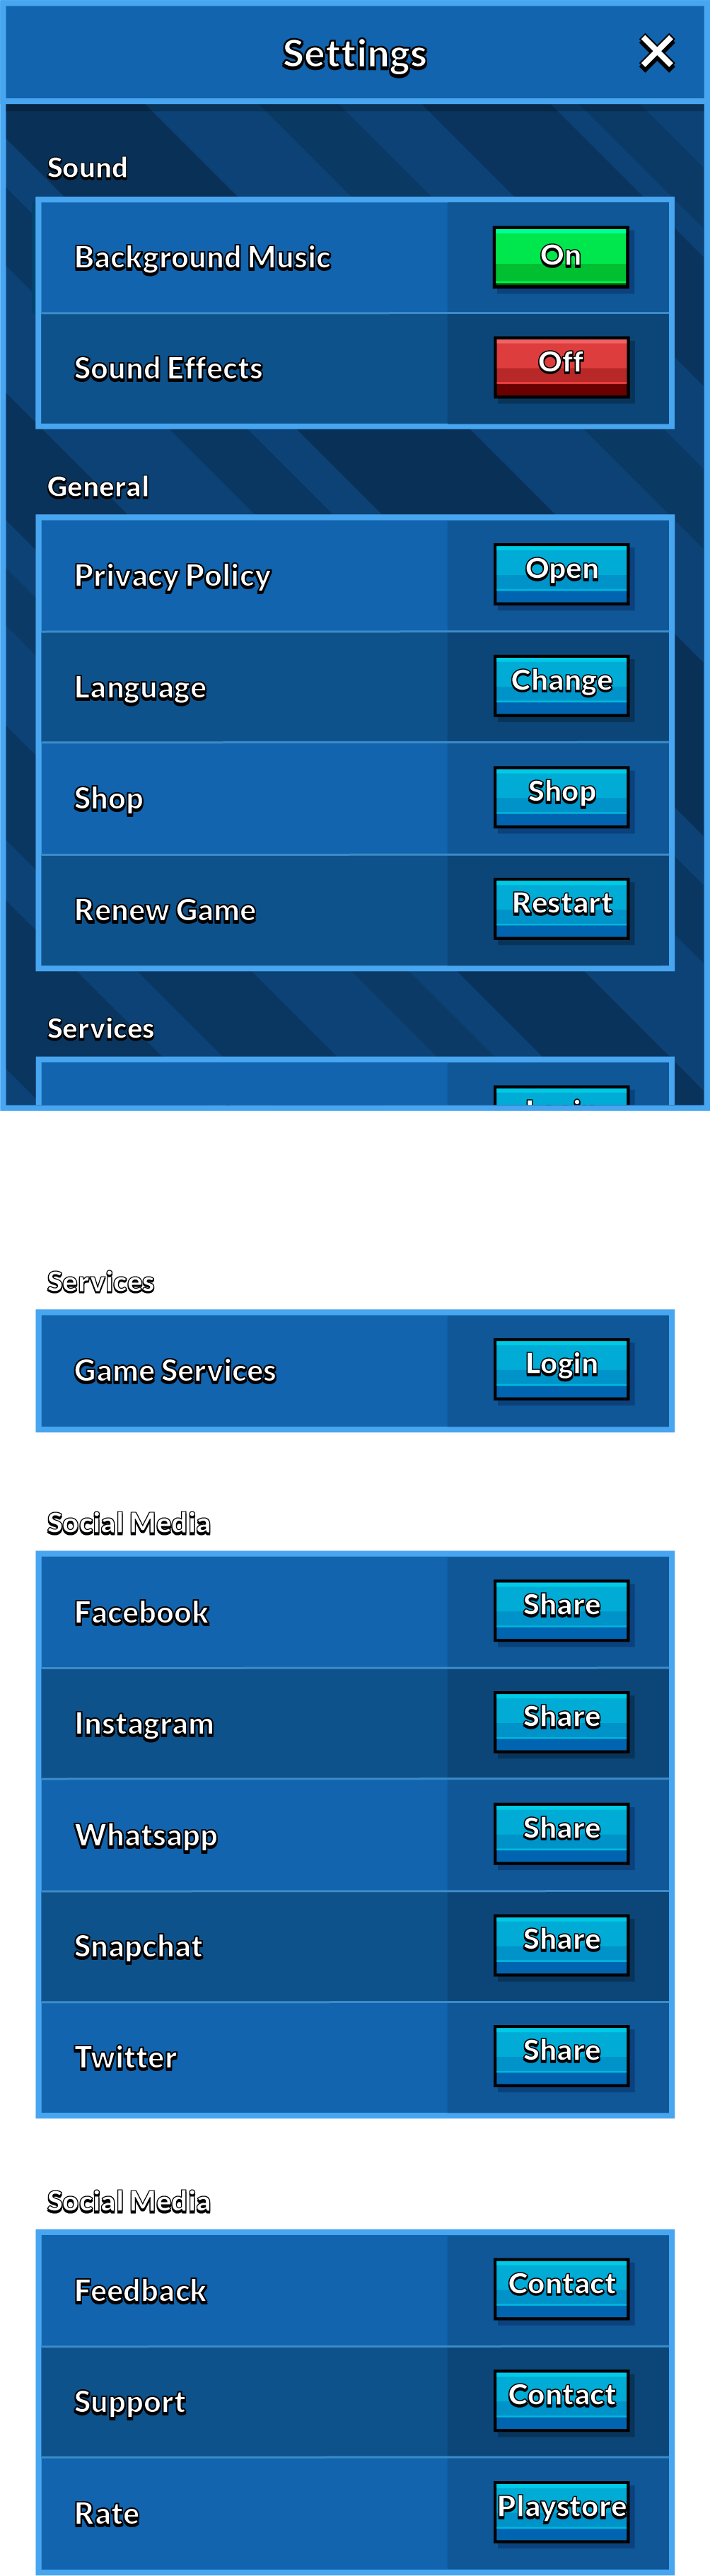 Settings
Sound
Background Music On
Sound Effects Off
General
Privacy Policy Open
Language Change
Shop Shop
Renew Game Restart
Services
Services
Game Services Login
Social Media
Facebook Share
Instagram Share
Whatsapp Share
Snapchat Share
Twitter Share
Social Media
Feedback Contact
Support Contact
Rate Playstore